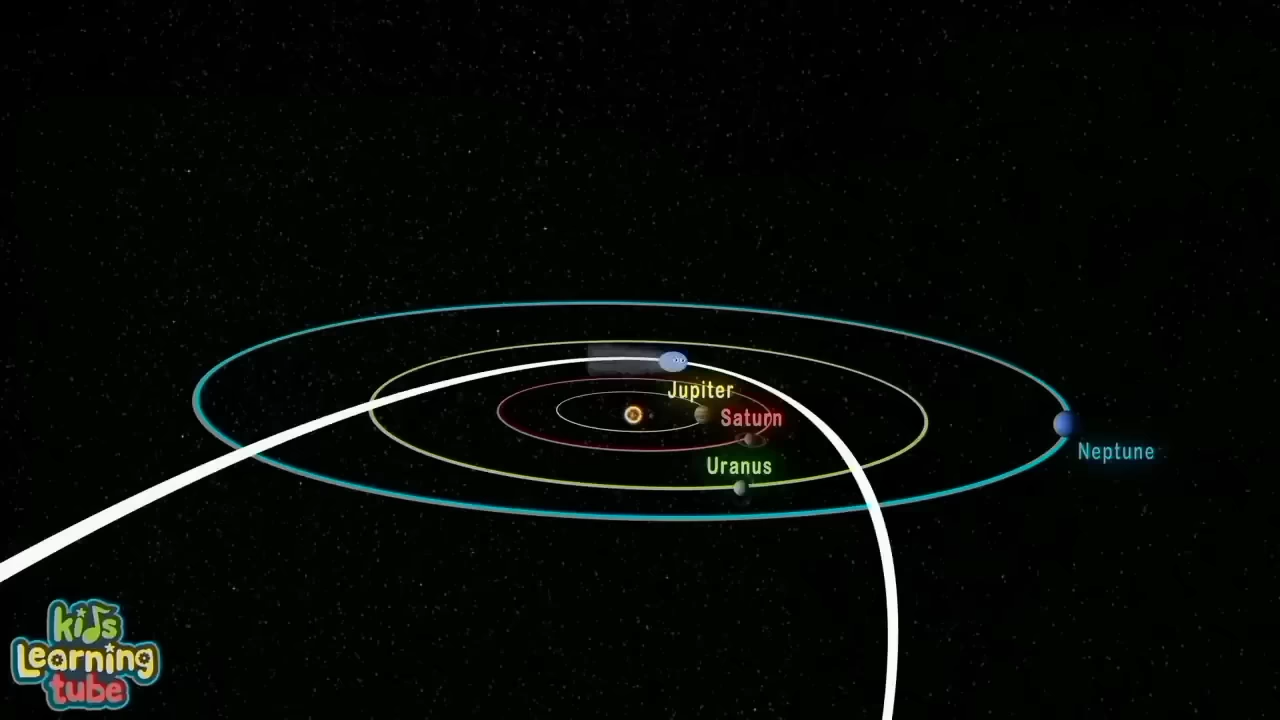 Jupiter
Saturn
Uranus
Neptune
kids
Learning
tube